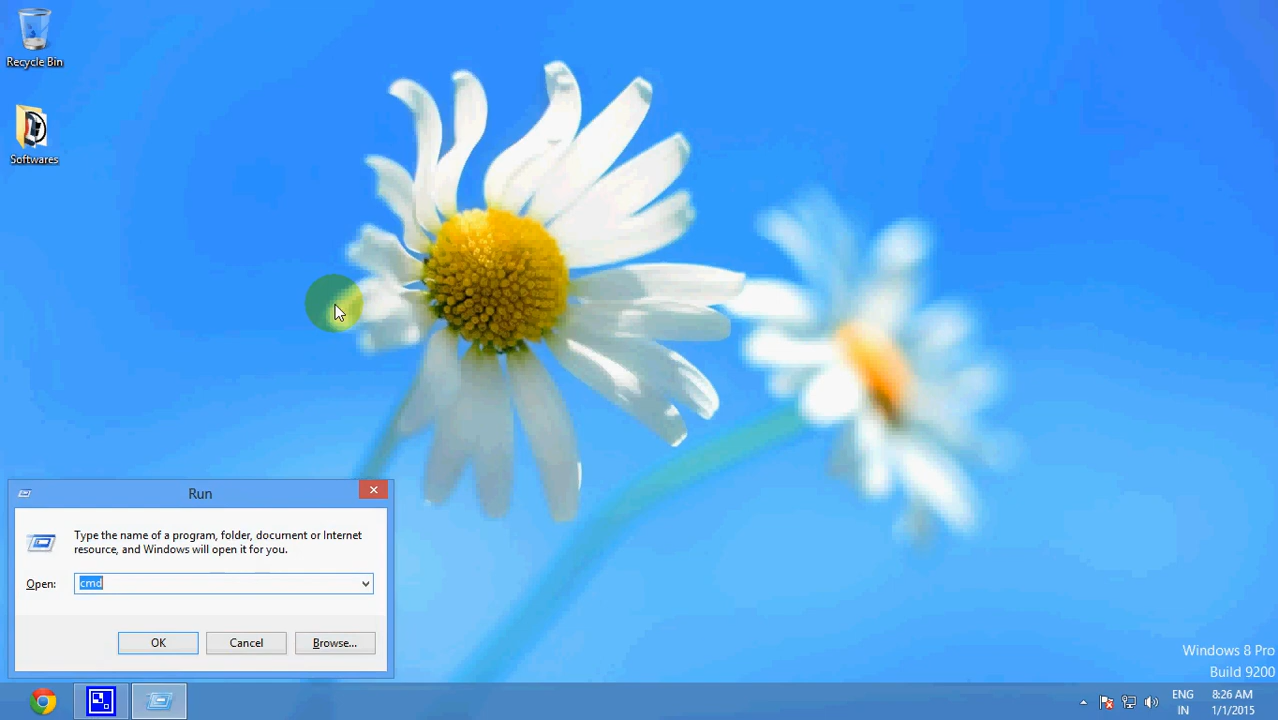 Recycle Bin
Softwares
Run
Type the name of a program, folder, document or Internet
resource, and Windows will open it for you.
Open:
cmd
OK
Cancel
Browse...
Windows 8 Pro
Build 9200
ENG
IN
8:26 AM
1/1/2015